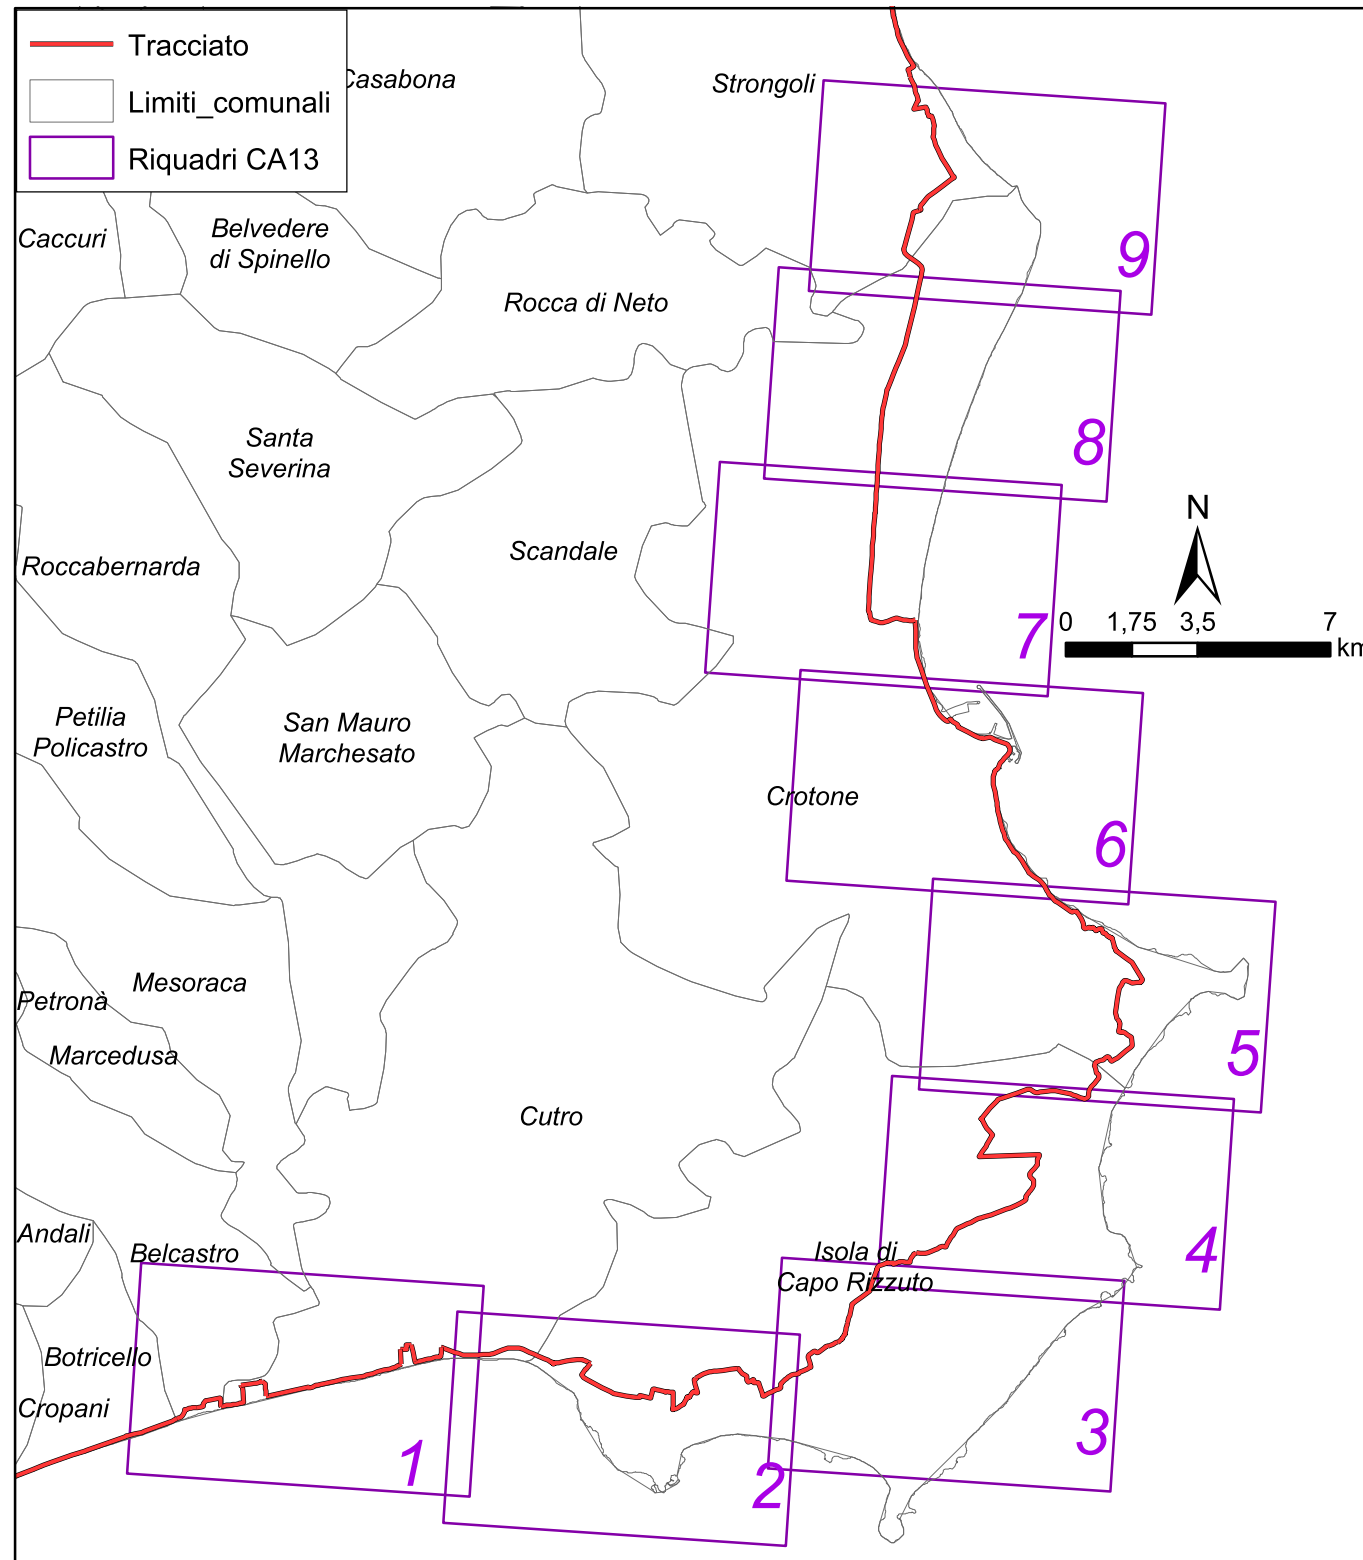 Tracciato
Limiti_comunali
Riquadri CA13
Casabona
Strongoli
Caccuri
Belvedere
di Spinello
9
Rocca di Neto
8
Santa
Severina
N
Scandale
Roccabernarda
7
0 1,75 3,5 7
km
Petilia
Policastro
San Mauro
Marchesato
Crotone
6
Mesoraca
Petronà
Marcedusa
5
Cutro
Andali
Belcastro
Isola di
Capo Rizzuto
4
Botricello
Cropani
1
2
3